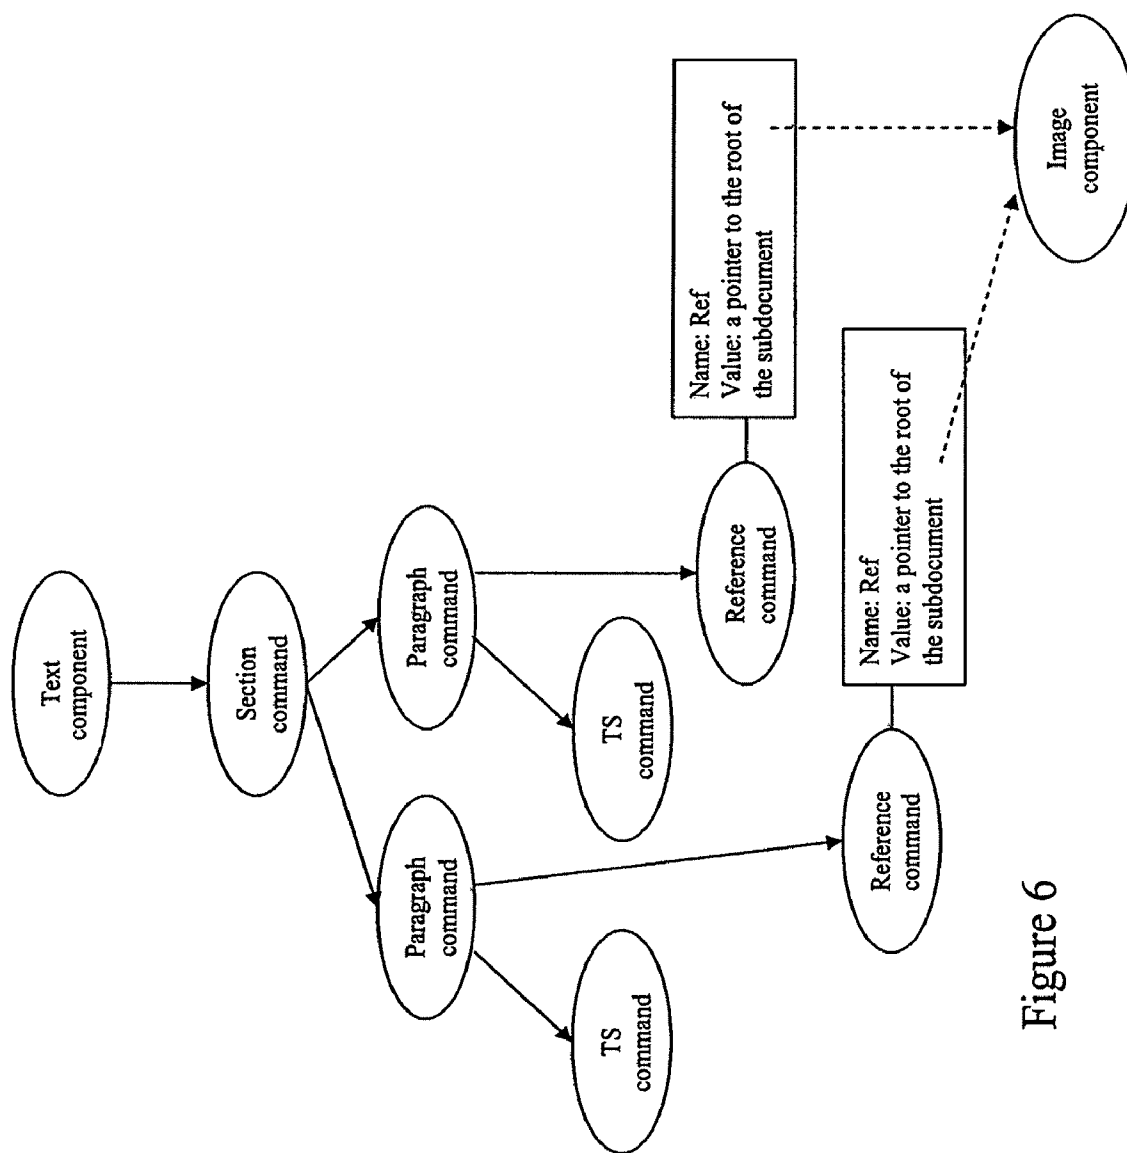 Text
component
Section
command
Paragraph
command
Paragraph
command
TS
command
TS
command
Reference
command
Name: Ref
Value: a pointer to the root of
the subdocument
Reference
command
Name: Ref
Value: a pointer to the root of
the subdocument
Image
component
Figure 6